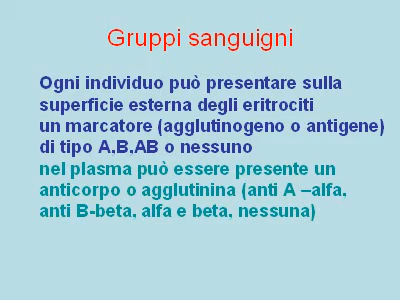 Gruppi sanguigni
Ogni individuo può presentare sulla
superficie esterna degli eritrociti
un marcatore (agglutinogeno o antigene)
di tipo A,B,AB o nessuno
nel plasma può essere presente un
anticorpo o agglutinina (anti A –alfa,
anti B-beta, alfa e beta, nessuna)